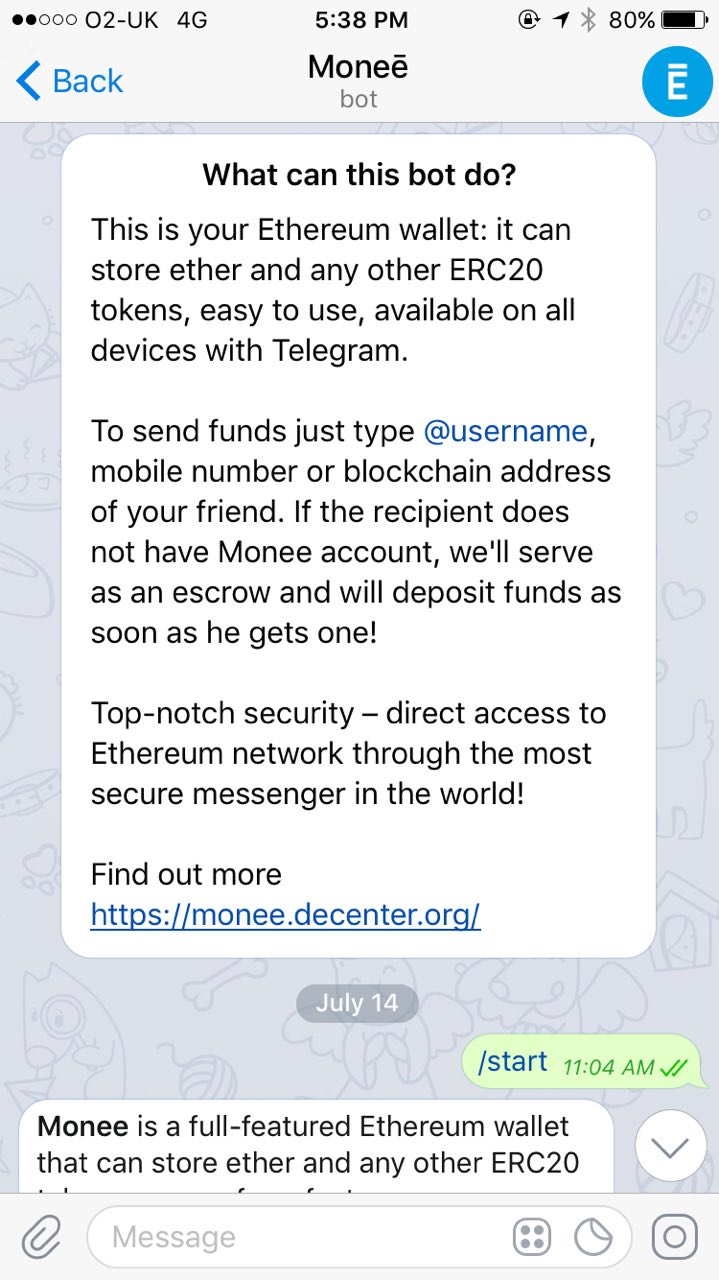 O2-UK 4G 5:38 PM 80%
Back
Moneē
bot
Ē
What can this bot do?
This is your Ethereum wallet: it can
store ether and any other ERC20
tokens, easy to use, available on all
devices with Telegram.
To send funds just type @username,
mobile number or blockchain address
of your friend. If the recipient does
not have Monee account, we'll serve
as an escrow and will deposit funds as
soon as he gets one!
Top-notch security – direct access to
Ethereum network through the most
secure messenger in the world!
Find out more
https://monee.decenter.org/
July 14
/start 11:04 AM
Monee is a full-featured Ethereum wallet
that can store ether and any other ERC20
Message